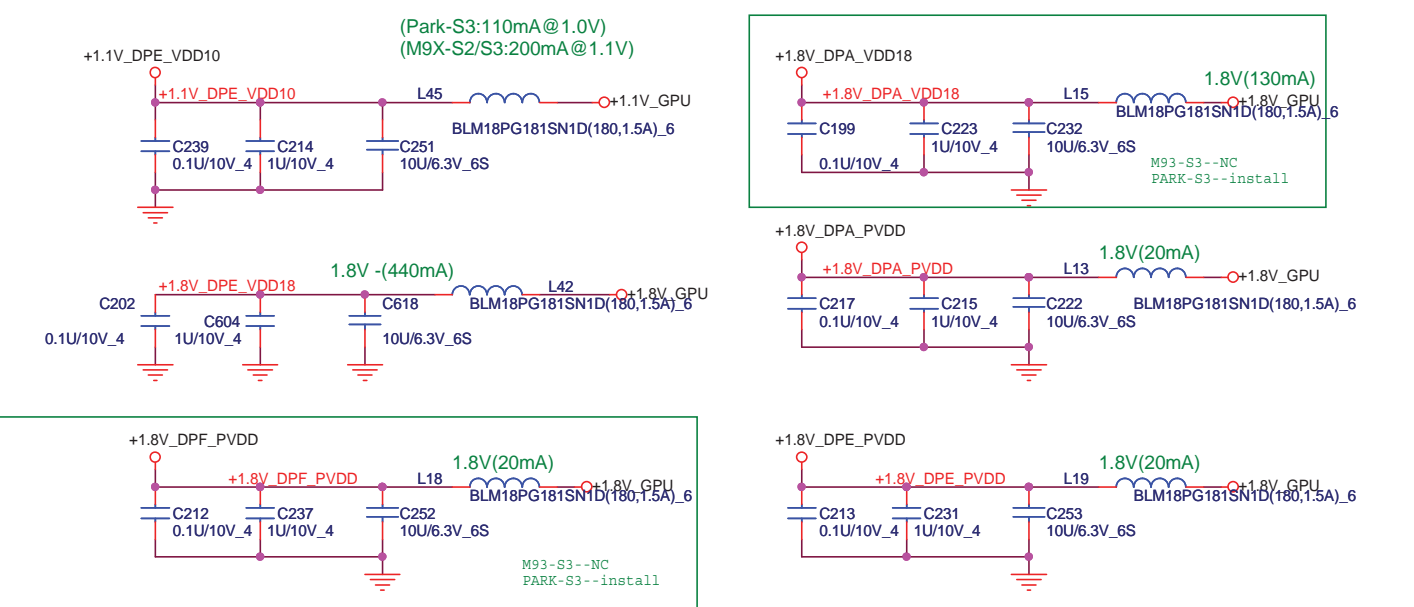 (Park-S3:110mA@1.0V)
(M9X-S2/S3:200mA@1.1V)
+1.1V_DPE_VDD10
+1.1V_DPE_VDD10
L45
+1.1V_GPU
BLM18PG181SN1D(180,1.5A)_6
C239
0.1U/10V_4
C214
1U/10V_4
C251
10U/6.3V_6S
+1.8V_DPA_VDD18
1.8V(130mA)
+1.8V_DPA_VDD18
L15
+1.8V_GPU
BLM18PG181SN1D(180,1.5A)_6
C199
0.1U/10V_4
C223
1U/10V_4
C232
10U/6.3V_6S
M93-S3--NC
PARK-S3--install
1.8V -(440mA)
+1.8V_DPE_VDD18
L42
+1.8V_GPU
BLM18PG181SN1D(180,1.5A)_6
C202
0.1U/10V_4
C604
1U/10V_4
C618
10U/6.3V_6S
+1.8V_DPA_PVDD
1.8V(20mA)
+1.8V_DPA_PVDD
L13
+1.8V_GPU
BLM18PG181SN1D(180,1.5A)_6
C217
0.1U/10V_4
C215
1U/10V_4
C222
10U/6.3V_6S
+1.8V_DPF_PVDD
1.8V(20mA)
+1.8V_DPF_PVDD
L18
+1.8V_GPU
BLM18PG181SN1D(180,1.5A)_6
C212
0.1U/10V_4
C237
1U/10V_4
C252
10U/6.3V_6S
M93-S3--NC
PARK-S3--install
+1.8V_DPE_PVDD
1.8V(20mA)
+1.8V_DPE_PVDD
L19
+1.8V_GPU
BLM18PG181SN1D(180,1.5A)_6
C213
0.1U/10V_4
C231
1U/10V_4
C253
10U/6.3V_6S